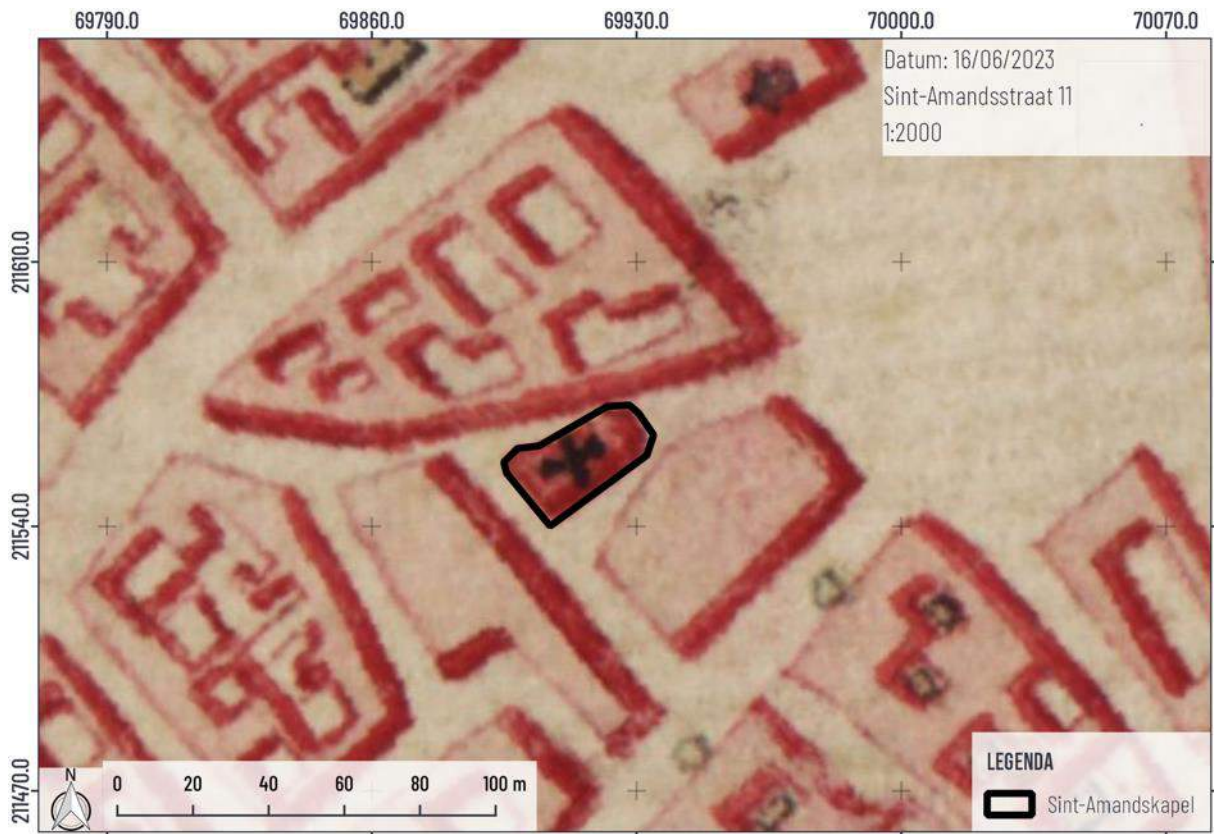 69790.0 69860.0 69930.0 70000.0 70070.0
Datum: 16/06/2023
Sint-Amandsstraat 11
1:2000
211610.0
211540.0
211470.0
N
0 20 40 60 80 100 m
LEGENDA
Sint-Amandskapel